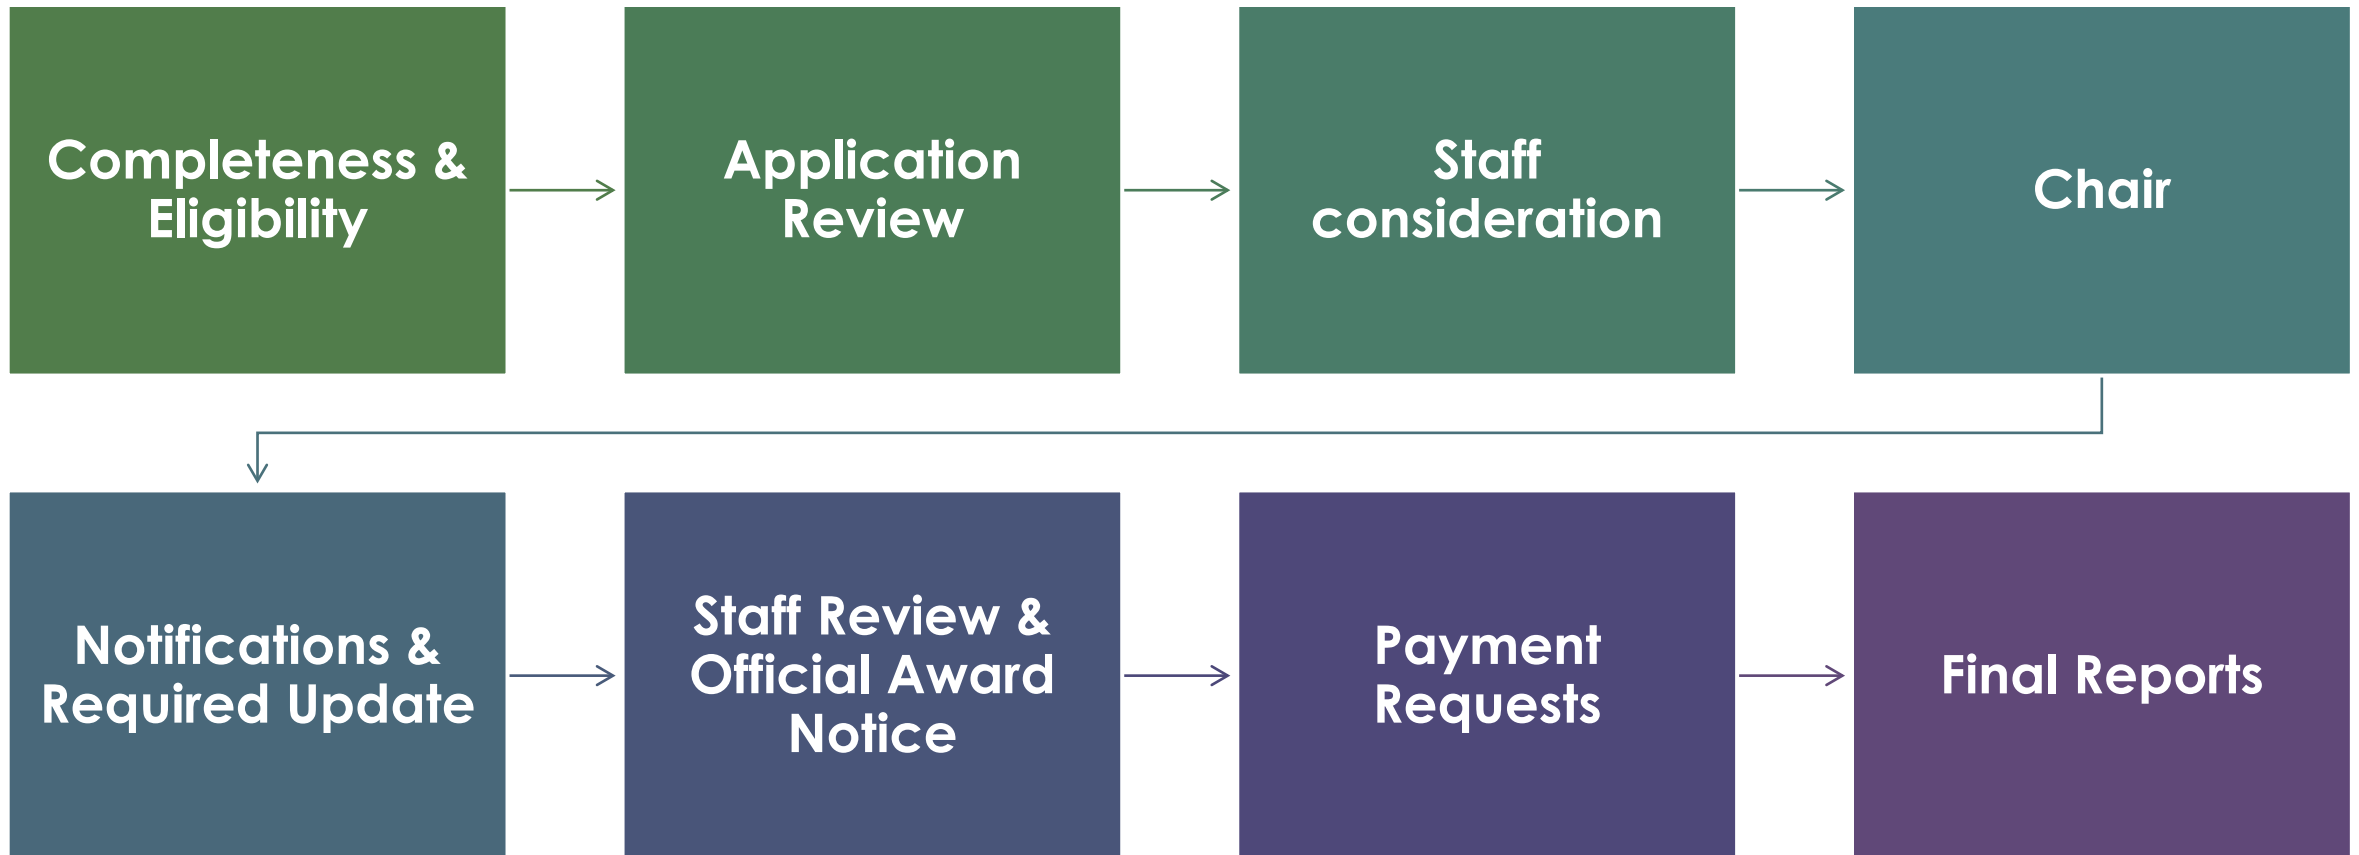 Completeness &
Eligibility
Application
Review
Staff
consideration
Chair
Notifications &
Required Update
Staff Review &
Official Award
Notice
Payment
Requests
Final Reports